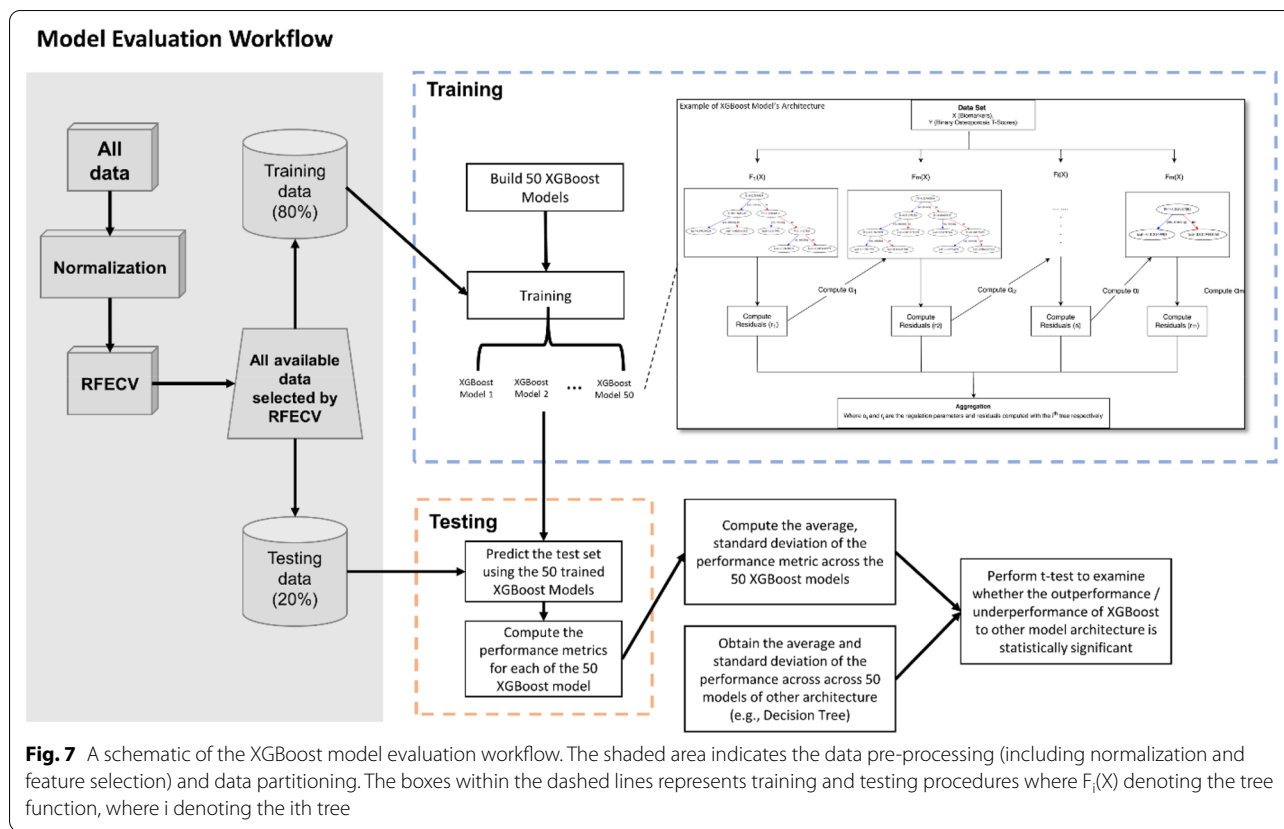 Model Evaluation Workflow
All
data
Normalization
RFECV
Training
data
(80%)
All available
data
selected by
RFECV
Testing
data
(20%)
Training
Build 50 XGBoost
Models
Training
XGBoost
Model 1
XGBoost
Model 2
...
XGBoost
Model 50
Example of XGBoost Model's Architecture
Data Set
X (Biomarkers),
Y (Binary Osteoporosis T-Scores)
F₁(X)
Fm(X)
Fi(X)
Fm(X)
Compute
Residuals (r₁)
Compute α₁
Compute
Residuals (r₂)
Compute α₂
Compute
Residuals (ri)
Compute αi
Compute
Residuals (rm)
Compute αm
Aggregation
Where αi and ri are the regulation parameters and residuals computed with the iᵗʰ tree respectively
Testing
Predict the test set
using the 50 trained
XGBoost Models
Compute the
performance metrics
for each of the 50
XGBoost model
Compute the average,
standard deviation of the
performance metric across the
50 XGBoost models
Obtain the average and
standard deviation of the
performance across across 50
models of other architecture
(e.g., Decision Tree)
Perform t-test to examine
whether the outperformance /
underperformance of XGBoost
to other model architecture is
statistically significant
Fig. 7 A schematic of the XGBoost model evaluation workflow. The shaded area indicates the data pre-processing (including normalization and
feature selection) and data partitioning. The boxes within the dashed lines represents training and testing procedures where Fi(X) denoting the tree
function, where i denoting the ith tree